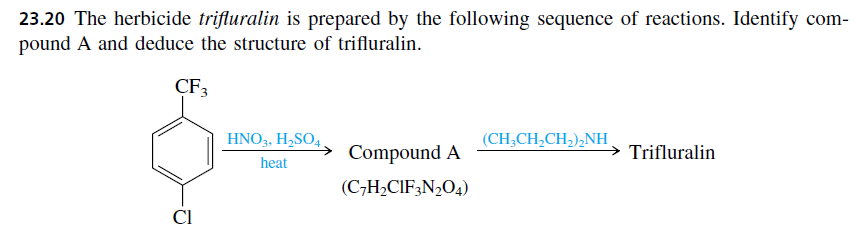 23.20 The herbicide trifluralin is prepared by the following sequence of reactions. Identify com-
pound A and deduce the structure of trifluralin.
CF₃
HNO₃, H₂SO₄
heat
Compound A
(CH₃CH₂CH₂)₂NH
Trifluralin
(C₇H₂ClF₃N₂O₄)
Cl